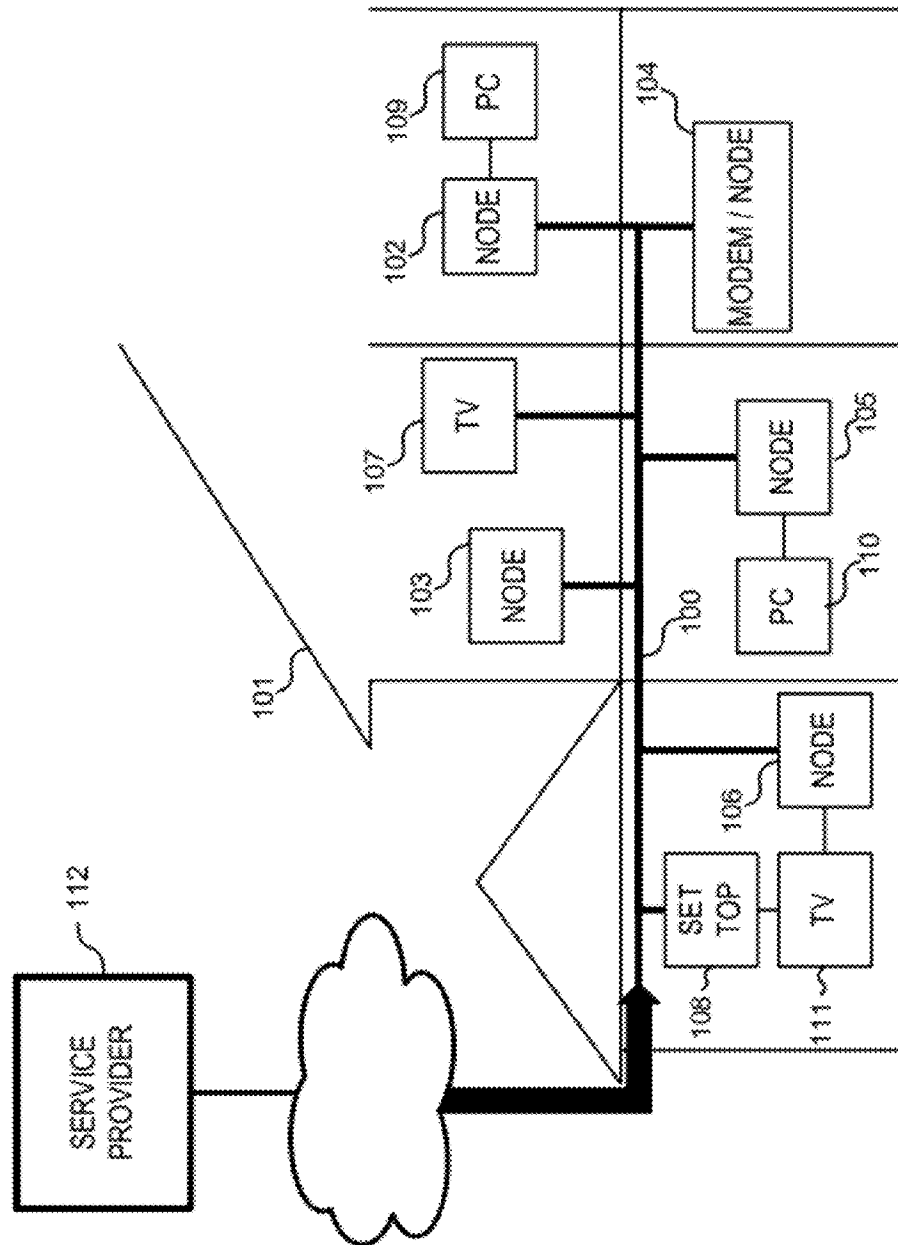 112
SERVICE
PROVIDER
101
109
PC
102
NODE
104
MODEM / NODE
107
TV
103
NODE
105
NODE
110
PC
100
106
NODE
108
SET
TOP
111
TV